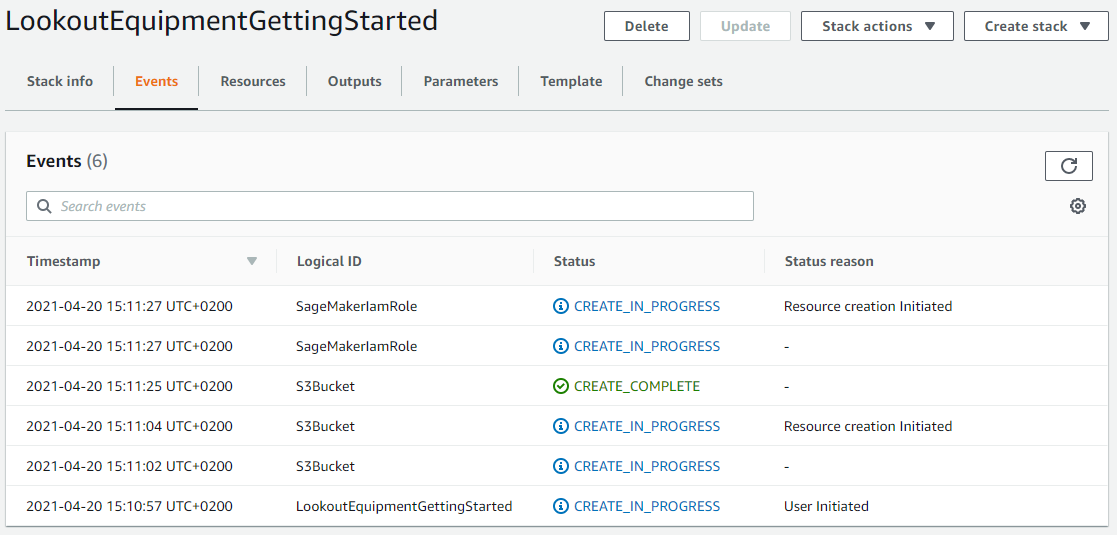 LookoutEquipmentGettingStarted
Delete Update Stack actions Create stack
Stack info Events Resources Outputs Parameters Template Change sets
Events (6)
Search events
Timestamp Logical ID Status Status reason
2021-04-20 15:11:27 UTC+0200 SageMakerIamRole CREATE_IN_PROGRESS Resource creation Initiated
2021-04-20 15:11:27 UTC+0200 SageMakerIamRole CREATE_IN_PROGRESS -
2021-04-20 15:11:25 UTC+0200 S3Bucket CREATE_COMPLETE -
2021-04-20 15:11:04 UTC+0200 S3Bucket CREATE_IN_PROGRESS Resource creation Initiated
2021-04-20 15:11:02 UTC+0200 S3Bucket CREATE_IN_PROGRESS -
2021-04-20 15:10:57 UTC+0200 LookoutEquipmentGettingStarted CREATE_IN_PROGRESS User Initiated